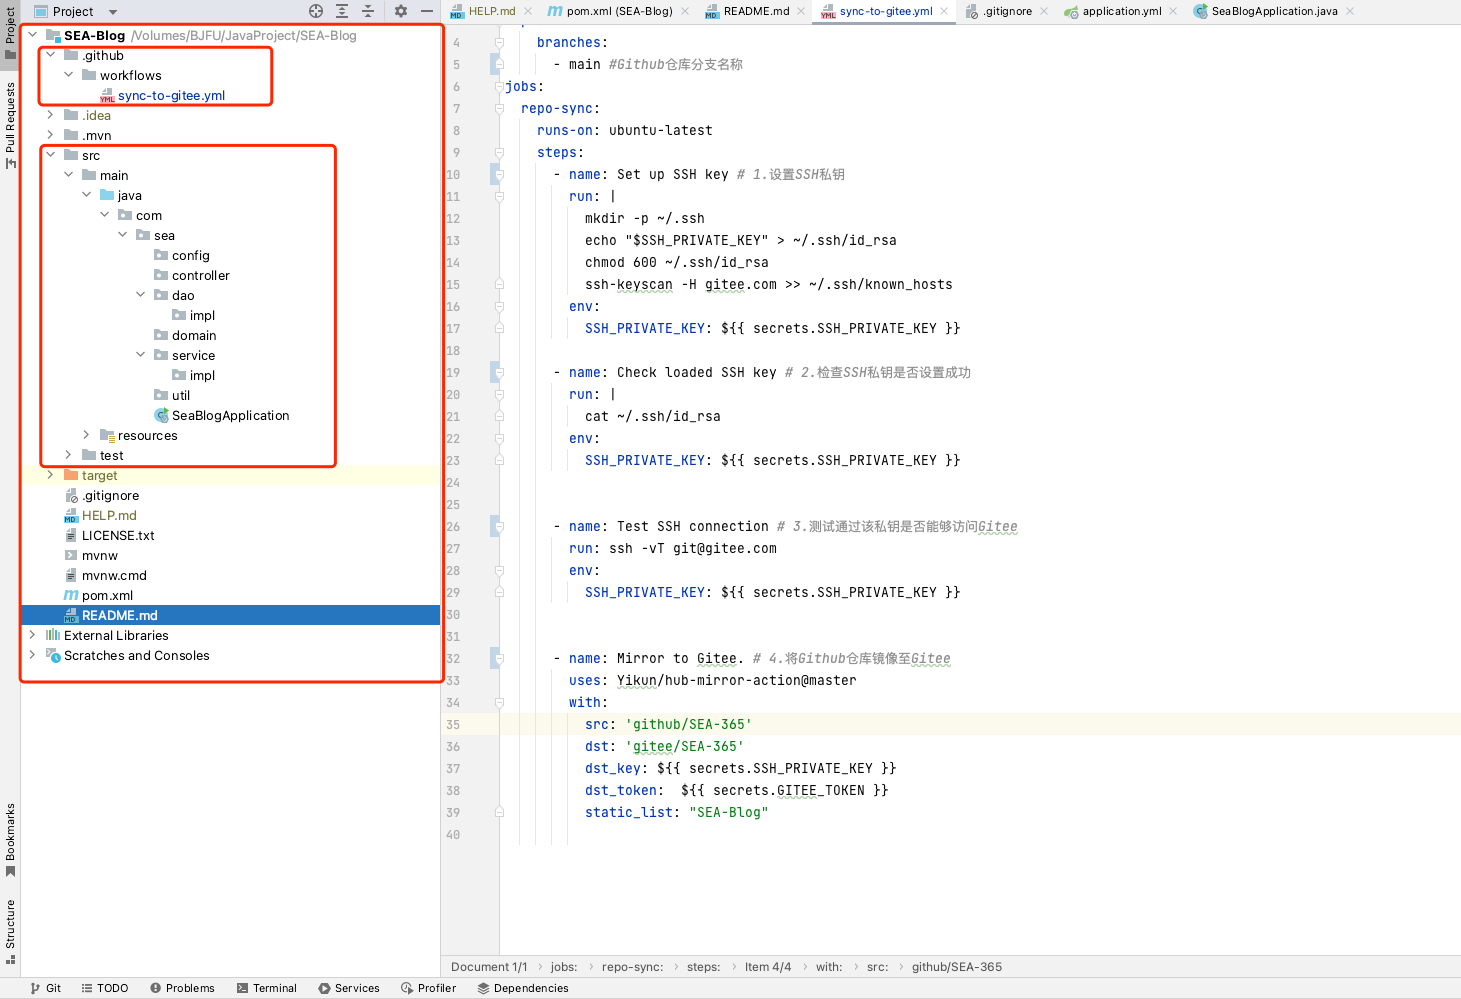 Project
HELP.md
pom.xml (SEA-Blog)
README.md
sync-to-gitee.yml
.gitignore
application.yml
SeaBlogApplication.java
Project
Pull Requests
Bookmarks
Structure
SEA-Blog /Volumes/BJFU/JavaProject/SEA-Blog
.github
workflows
sync-to-gitee.yml
.idea
.mvn
src
main
java
com
sea
config
controller
dao
impl
domain
service
impl
util
SeaBlogApplication
resources
test
target
.gitignore
HELP.md
LICENSE.txt
mvnw
mvnw.cmd
pom.xml
README.md
External Libraries
Scratches and Consoles
4 branches:
5 - main #Github仓库分支名称
6 jobs:
7 repo-sync:
8 runs-on: ubuntu-latest
9 steps:
10 - name: Set up SSH key # 1.设置SSH私钥
11 run: |
12 mkdir -p ~/.ssh
13 echo "$SSH_PRIVATE_KEY" > ~/.ssh/id_rsa
14 chmod 600 ~/.ssh/id_rsa
15 ssh-keyscan -H gitee.com >> ~/.ssh/known_hosts
16 env:
17 SSH_PRIVATE_KEY: ${{ secrets.SSH_PRIVATE_KEY }}
18
19 - name: Check loaded SSH key # 2.检查SSH私钥是否设置成功
20 run: |
21 cat ~/.ssh/id_rsa
22 env:
23 SSH_PRIVATE_KEY: ${{ secrets.SSH_PRIVATE_KEY }}
24
25
26 - name: Test SSH connection # 3.测试通过该私钥是否能够访问Gitee
27 run: ssh -vT git@gitee.com
28 env:
29 SSH_PRIVATE_KEY: ${{ secrets.SSH_PRIVATE_KEY }}
30
31
32 - name: Mirror to Gitee. # 4.将Github仓库镜像至Gitee
33 uses: Yikun/hub-mirror-action@master
34 with:
35 src: 'github/SEA-365'
36 dst: 'gitee/SEA-365'
37 dst_key: ${{ secrets.SSH_PRIVATE_KEY }}
38 dst_token:  ${{ secrets.GITEE_TOKEN }}
39 static_list: "SEA-Blog"
40
Document 1/1 › jobs: › repo-sync: › steps: › Item 4/4 › with: › src: › github/SEA-365
Git
TODO
Problems
Terminal
Services
Profiler
Dependencies